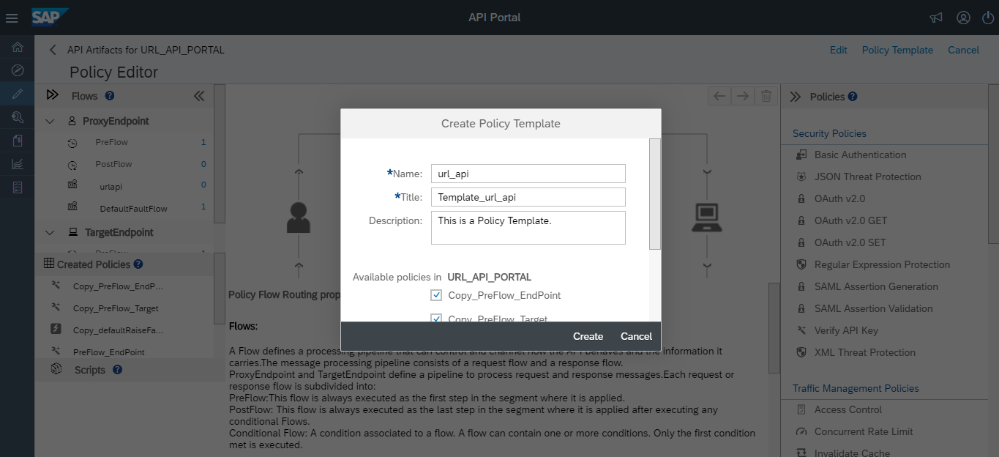 SAP
API Portal
API Artifacts for URL_API_PORTAL
Edit
Policy Template
Cancel
Policy Editor
Flows
ProxyEndpoint
PreFlow 1
PostFlow 0
urlapi 0
DefaultFaultFlow 1
TargetEndpoint
PreFlow 1
Created Policies
Copy_PreFlow_EndP...
Copy_PreFlow_Target
Copy_defaultRaiseFa...
PreFlow_EndPoint
Scripts
Create Policy Template
*Name: url_api
*Title: Template_url_api
Description: This is a Policy Template.
Available policies in URL_API_PORTAL
Copy_PreFlow_EndPoint
Copy_PreFlow_Target
Create
Cancel
Policy Flow Routing prop
Flows:
A Flow defines a processing pipeline that can control and channel how the API behaves and the information it
carries.The message processing pipeline consists of a request flow and a response flow.
ProxyEndpoint and TargetEndpoint define a pipeline to process request and response messages.Each request or
response flow is subdivided into:
PreFlow:This flow is always executed as the first step in the segment where it is applied.
PostFlow: This flow is always executed as the last step in the segment where it is applied after executing any
conditional Flows.
Conditional Flow: A condition associated to a flow. A flow can contain one or more conditions. Only the first condition
met is executed.
Policies
Security Policies
Basic Authentication
JSON Threat Protection
OAuth v2.0
OAuth v2.0 GET
OAuth v2.0 SET
Regular Expression Protection
SAML Assertion Generation
SAML Assertion Validation
Verify API Key
XML Threat Protection
Traffic Management Policies
Access Control
Concurrent Rate Limit
Invalidate Cache